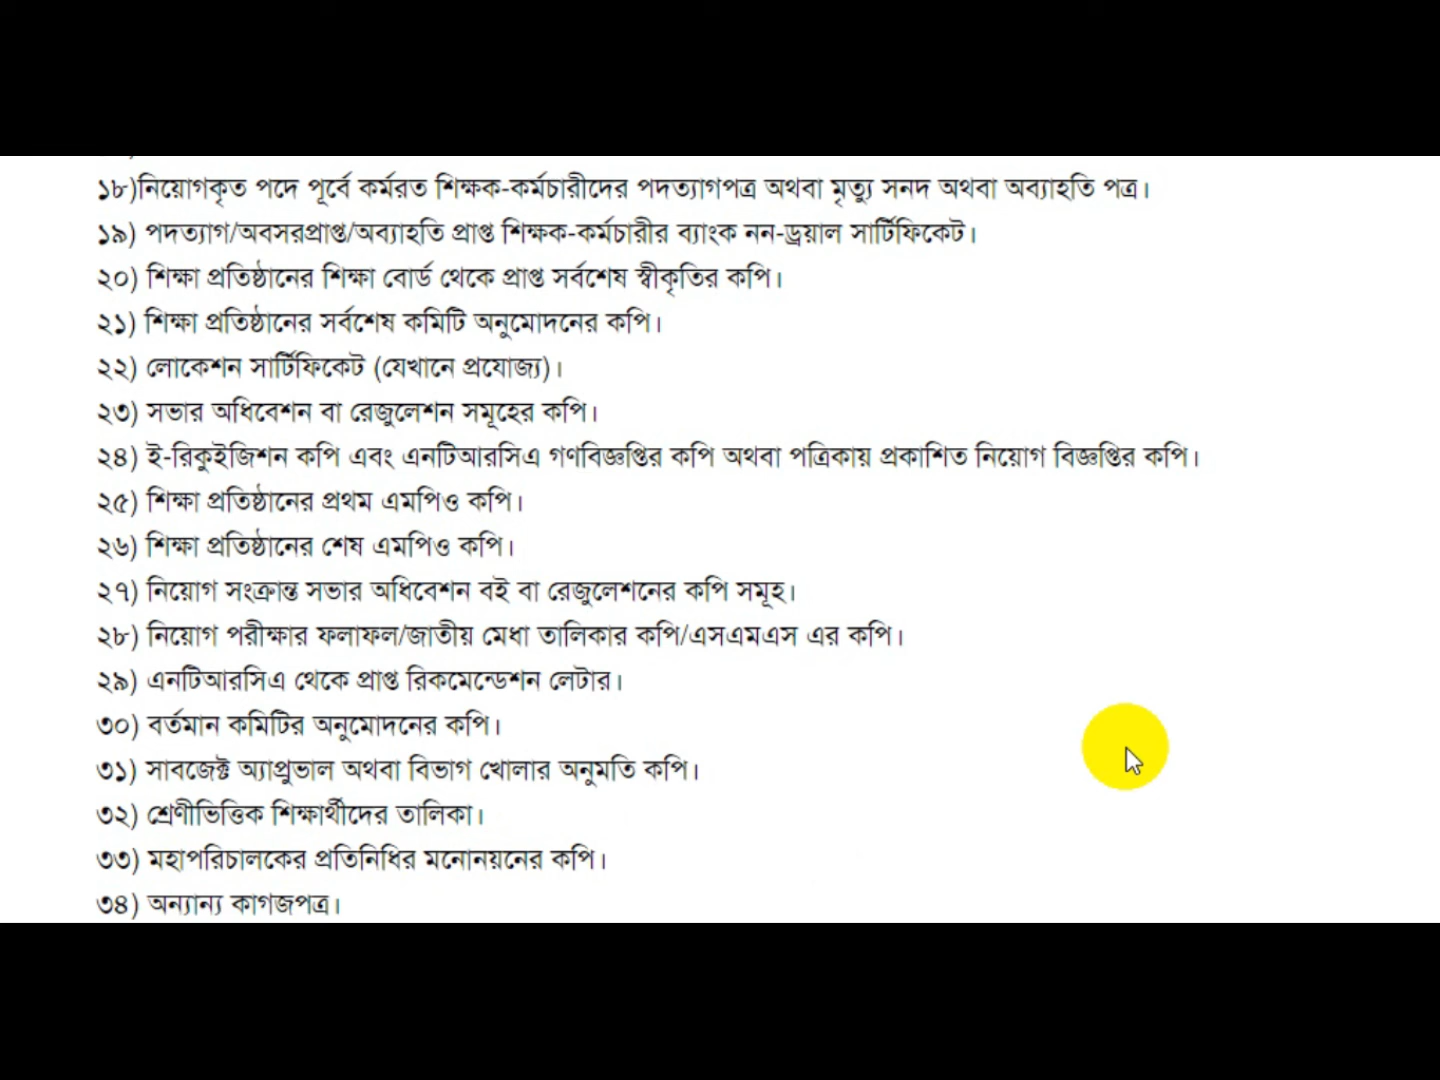 ১৮)নিয়োগকৃত পদে পূর্বে কর্মরত শিক্ষক-কর্মচারীদের পদত্যাগপত্র অথবা মৃত্যু সনদ অথবা অব্যাহতি পত্র।
১৯) পদত্যাগ/অবসরপ্রাপ্ত/অব্যাহতি প্রাপ্ত শিক্ষক-কর্মচারীর ব্যাংক নন-ড্রয়াল সার্টিফিকেট।
২০) শিক্ষা প্রতিষ্ঠানের শিক্ষা বোর্ড থেকে প্রাপ্ত সর্বশেষ স্বীকৃতির কপি।
২১) শিক্ষা প্রতিষ্ঠানের সর্বশেষ কমিটি অনুমোদনের কপি।
২২) লোকেশন সার্টিফিকেট (যেখানে প্রযোজ্য)।
২৩) সভার অধিবেশন বা রেজুলেশন সমূহের কপি।
২৪) ই-রিকুইজিশন কপি এবং এনটিআরসিএ গণবিজ্ঞপ্তির কপি অথবা পত্রিকায় প্রকাশিত নিয়োগ বিজ্ঞপ্তির কপি।
২৫) শিক্ষা প্রতিষ্ঠানের প্রথম এমপিও কপি।
২৬) শিক্ষা প্রতিষ্ঠানের শেষ এমপিও কপি।
২৭) নিয়োগ সংক্রান্ত সভার অধিবেশন বই বা রেজুলেশনের কপি সমূহ।
২৮) নিয়োগ পরীক্ষার ফলাফল/জাতীয় মেধা তালিকার কপি/এসএমএস এর কপি।
২৯) এনটিআরসিএ থেকে প্রাপ্ত রিকমেন্ডেশন লেটার।
৩০) বর্তমান কমিটির অনুমোদনের কপি।
৩১) সাবজেক্ট অ্যাপ্রুভাল অথবা বিভাগ খোলার অনুমতি কপি।
৩২) শ্রেণীভিত্তিক শিক্ষার্থীদের তালিকা।
৩৩) মহাপরিচালকের প্রতিনিধির মনোনয়নের কপি।
৩৪) অন্যান্য কাগজপত্র।